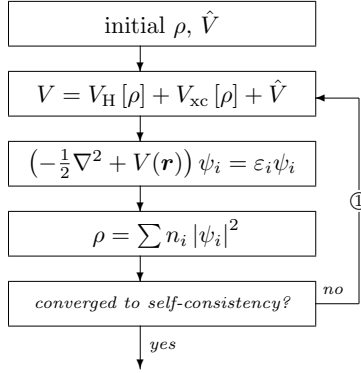 initial ρ, V̂
V = V_H [ρ] + V_xc [ρ] + V̂
(−½∇² + V(r)) ψ_i = ε_i ψ_i
①
ρ = ∑ n_i |ψ_i|²
converged to self-consistency?
no
yes